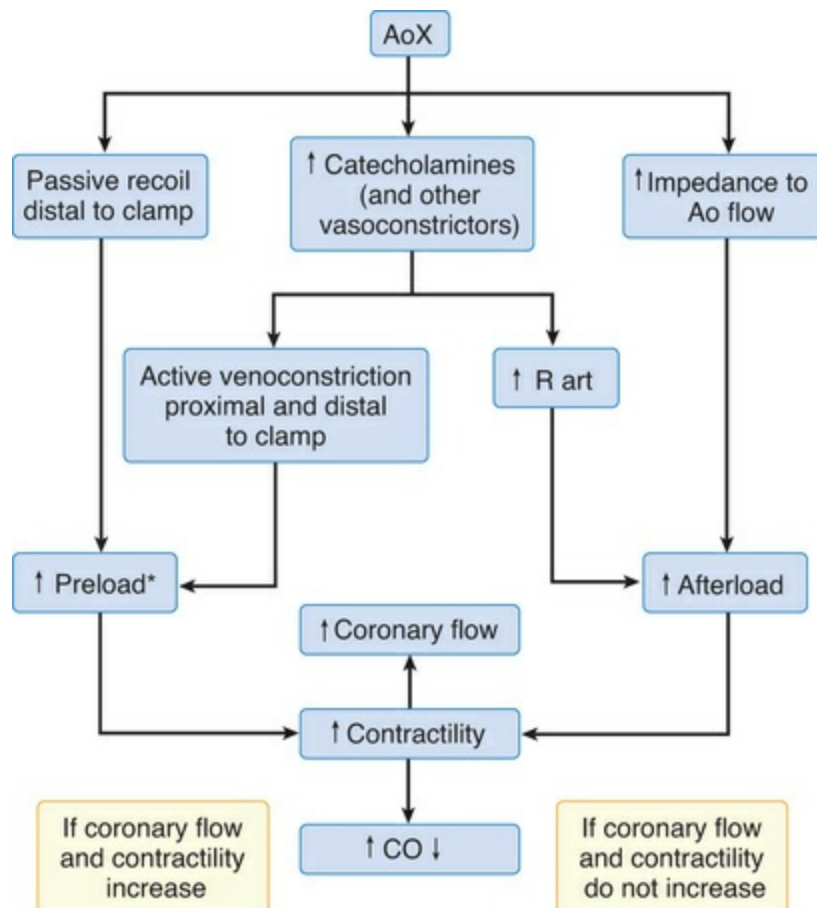 AoX
Passive recoil
distal to clamp
↑ Catecholamines
(and other
vasoconstrictors)
↑ Impedance to
Ao flow
Active venoconstriction
proximal and distal
to clamp
↑ R art
↑ Preload*
↑ Afterload
↑ Coronary flow
↑ Contractility
↑ CO ↓
If coronary flow
and contractility
increase
If coronary flow
and contractility
do not increase